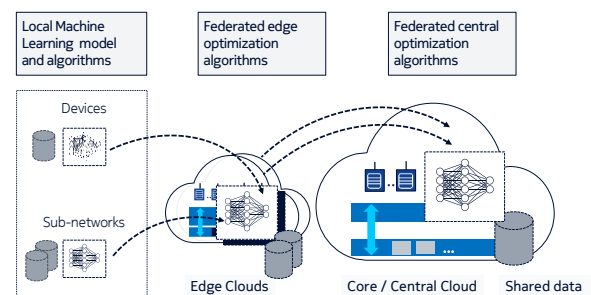 Local Machine
Learning model
and algorithms
Federated edge
optimization
algorithms
Federated central
optimization
algorithms
Devices
Sub-networks
...
Edge Clouds
Core / Central Cloud
Shared data